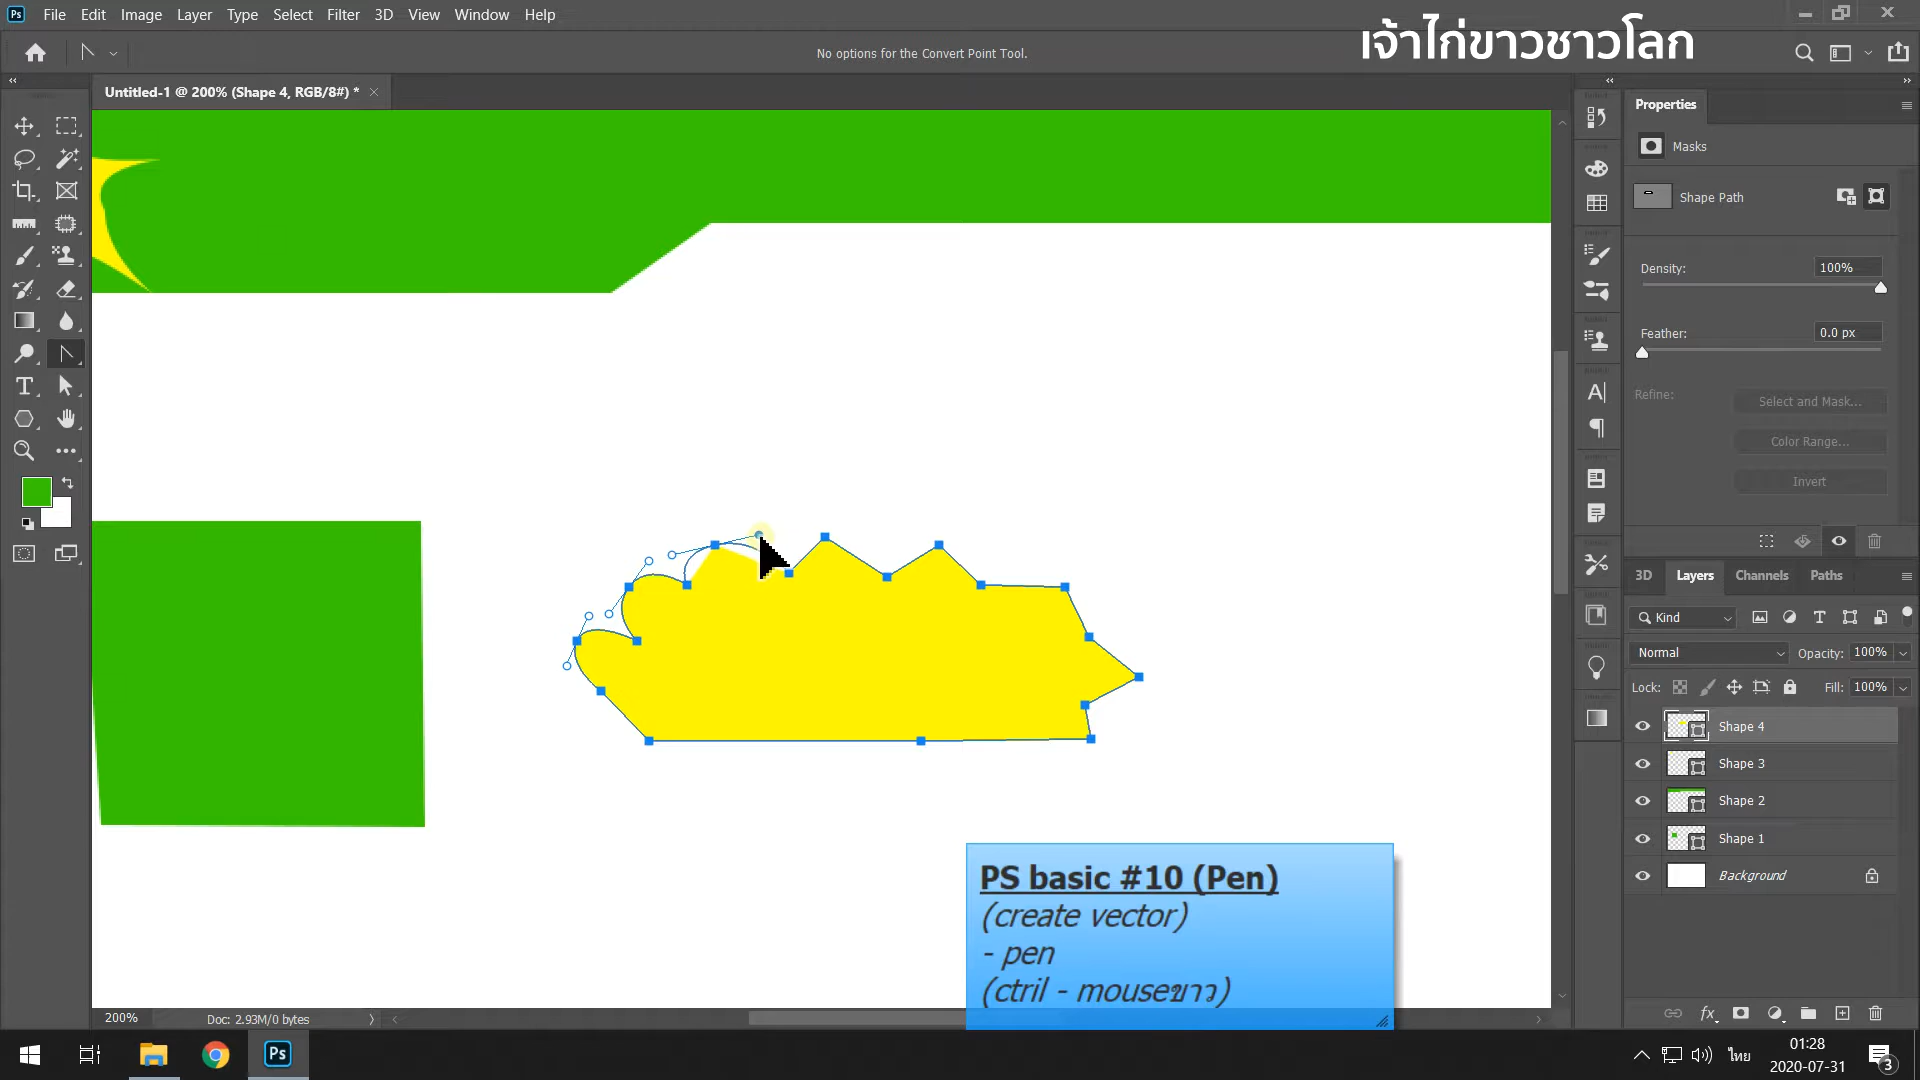 File Edit Image Layer Type Select Filter 3D View Window Help
เจ้าไก่ขาวชาวโลก
No options for the Convert Point Tool.
Untitled-1 @ 200% (Shape 4, RGB/8#) *
Properties
Masks
Shape Path
Density: 100%
Feather: 0.0 px
Refine: Select and Mask...
Color Range...
Invert
3D Layers Channels Paths
Kind
Normal Opacity: 100%
Lock: Fill: 100%
Shape 4
Shape 3
Shape 2
Shape 1
Background
PS basic #10 (Pen)
(create vector)
- pen
(ctril - mouseขาว)
200% Doc: 2.93M/0 bytes
Ps
ไทย
01:28
2020-07-31
3